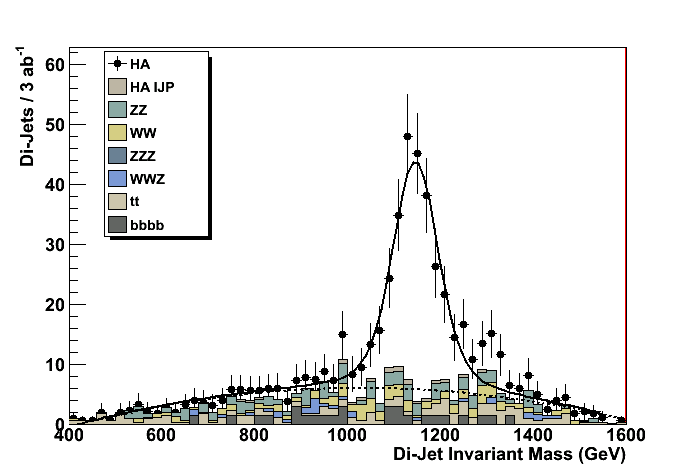 Di-Jets / 3 ab-1
60
50
40
30
20
10
0
HA
HA IJP
ZZ
WW
ZZZ
WWZ
tt
bbbb
400 600 800 1000 1200 1400 1600
Di-Jet Invariant Mass (GeV)